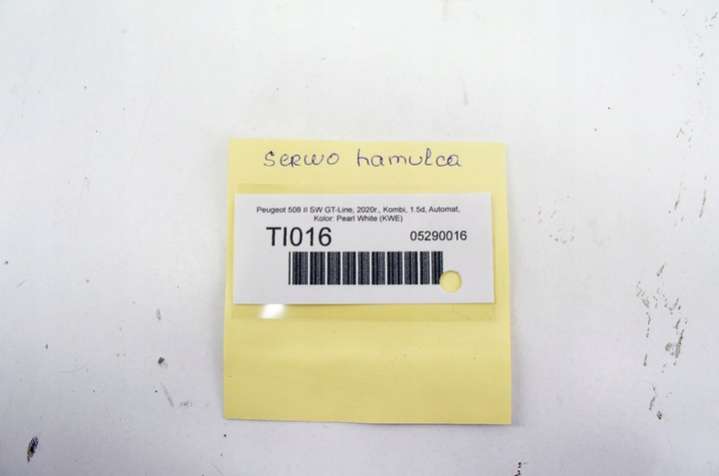 serwo hamulca
Peugeot 508 II SW GT-Line, 2020r., Kombi, 1.5d, Automat,
Kolor: Pearl White (KWE)
TI016
05290016